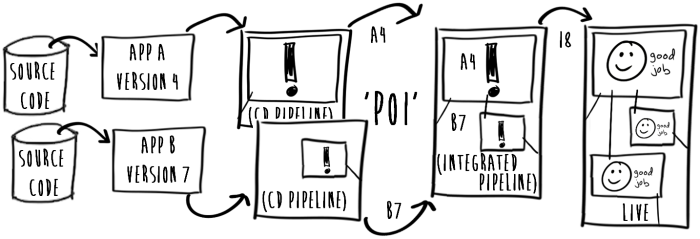 SOURCE
CODE
APP A
VERSION 4
!
(CD PIPELINE)
A4
SOURCE
CODE
APP B
VERSION 7
!
(CD PIPELINE)
B7
'POI'
A4
!
B7
!
(INTEGRATED
PIPELINE)
I8
good
job
good
job
good
job
LIVE